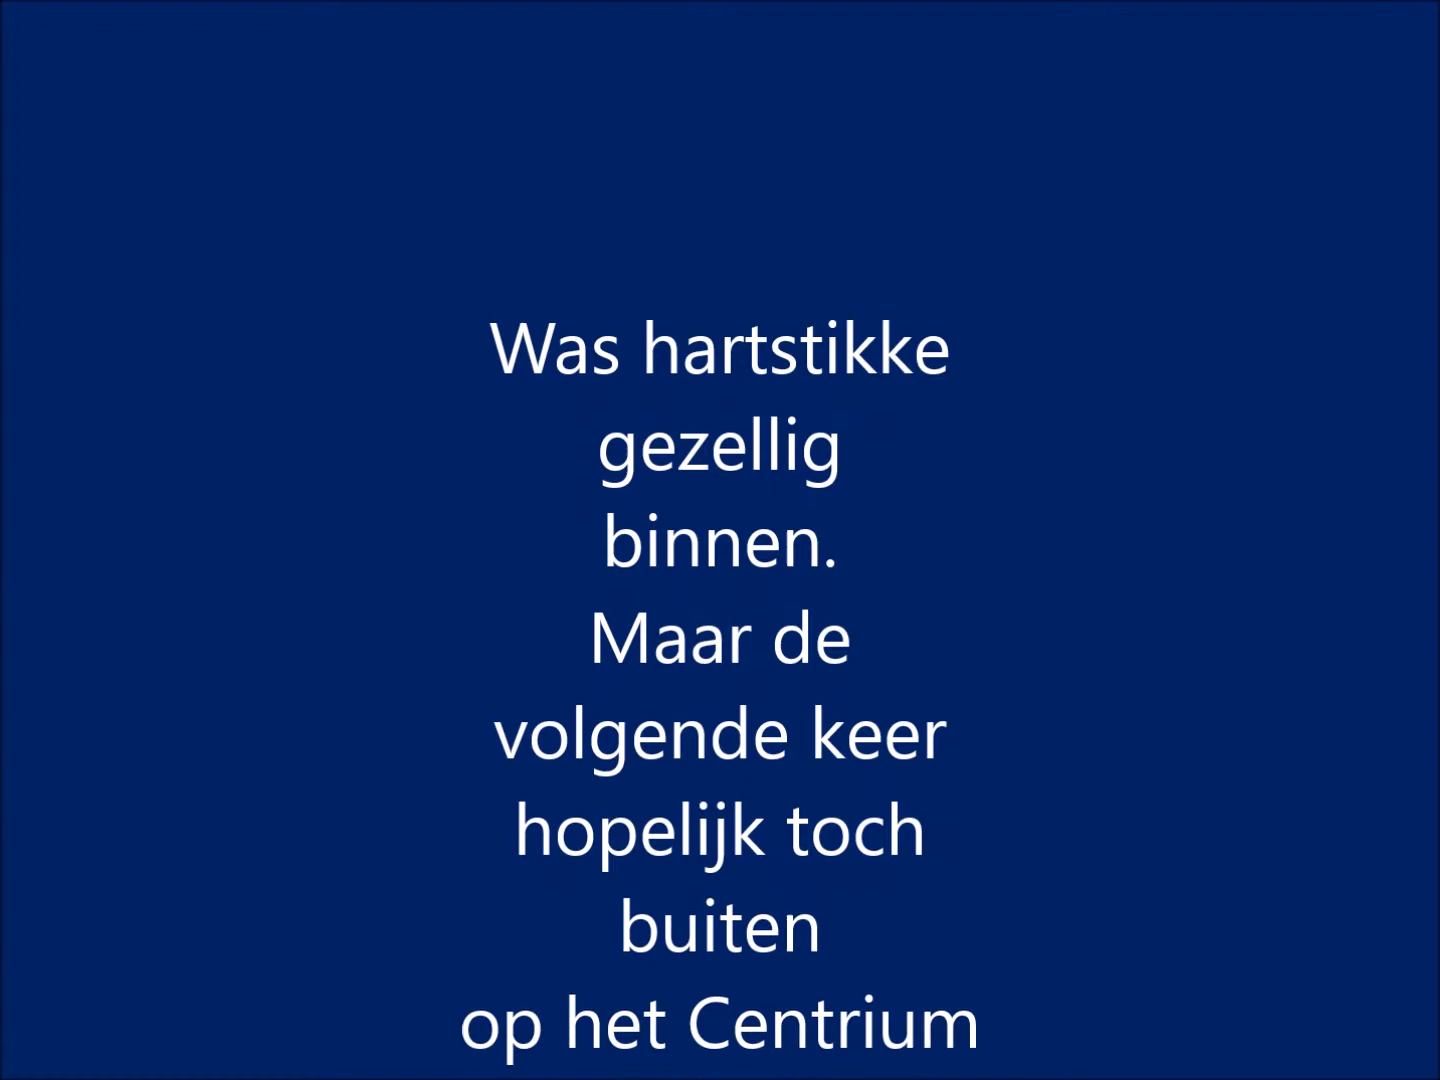 Was hartstikke
gezellig
binnen.
Maar de
volgende keer
hopelijk toch
buiten
op het Centrium